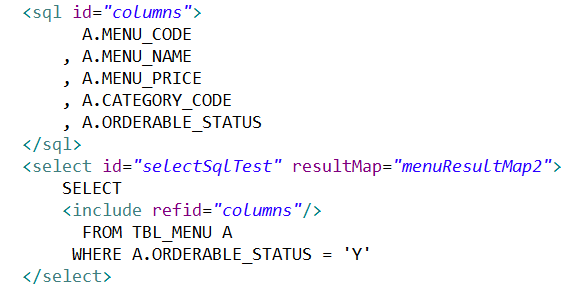 <sql id="columns">
A.MENU_CODE
, A.MENU_NAME
, A.MENU_PRICE
, A.CATEGORY_CODE
, A.ORDERABLE_STATUS
</sql>
<select id="selectSqlTest" resultMap="menuResultMap2">
SELECT
<include refid="columns"/>
FROM TBL_MENU A
WHERE A.ORDERABLE_STATUS = 'Y'
</select>